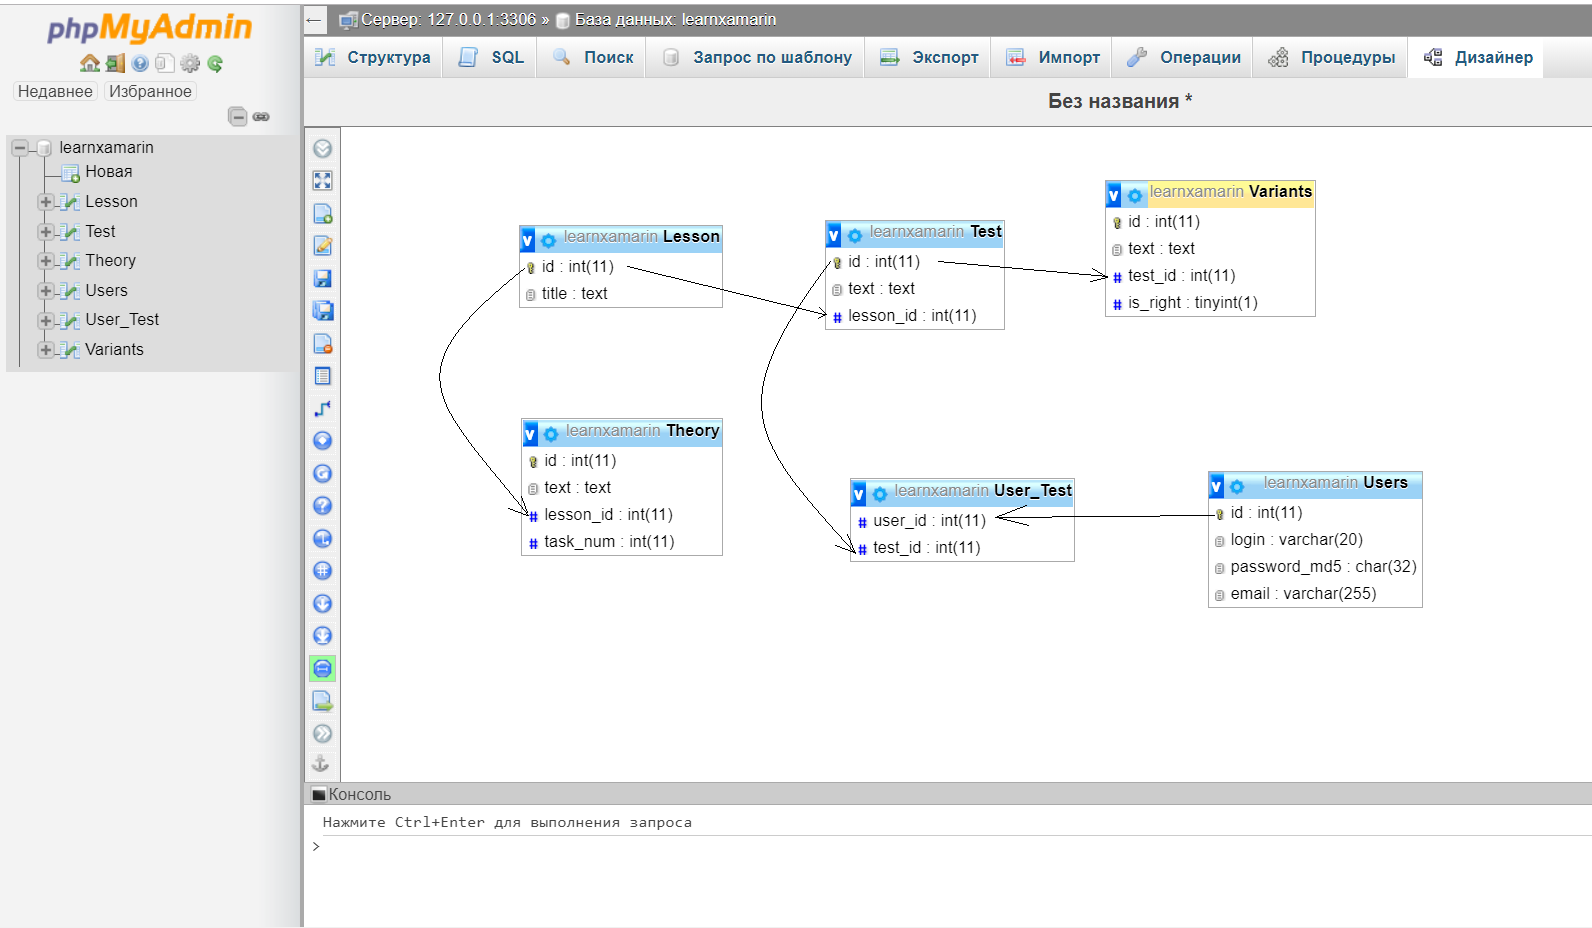 phpMyAdmin
Недавнее Избранное
learnxamarin
Новая
Lesson
Test
Theory
Users
User_Test
Variants
← Сервер: 127.0.0.1:3306 » База данных: learnxamarin
Структура SQL Поиск Запрос по шаблону Экспорт Импорт Операции Процедуры Дизайнер
Без названия *
v learnxamarin Lesson
id : int(11)
title : text
v learnxamarin Test
id : int(11)
text : text
# lesson_id : int(11)
v learnxamarin Variants
id : int(11)
text : text
# test_id : int(11)
# is_right : tinyint(1)
v learnxamarin Theory
id : int(11)
text : text
# lesson_id : int(11)
# task_num : int(11)
v learnxamarin User_Test
# user_id : int(11)
# test_id : int(11)
v learnxamarin Users
id : int(11)
login : varchar(20)
password_md5 : char(32)
email : varchar(255)
Консоль
Нажмите Ctrl+Enter для выполнения запроса
>